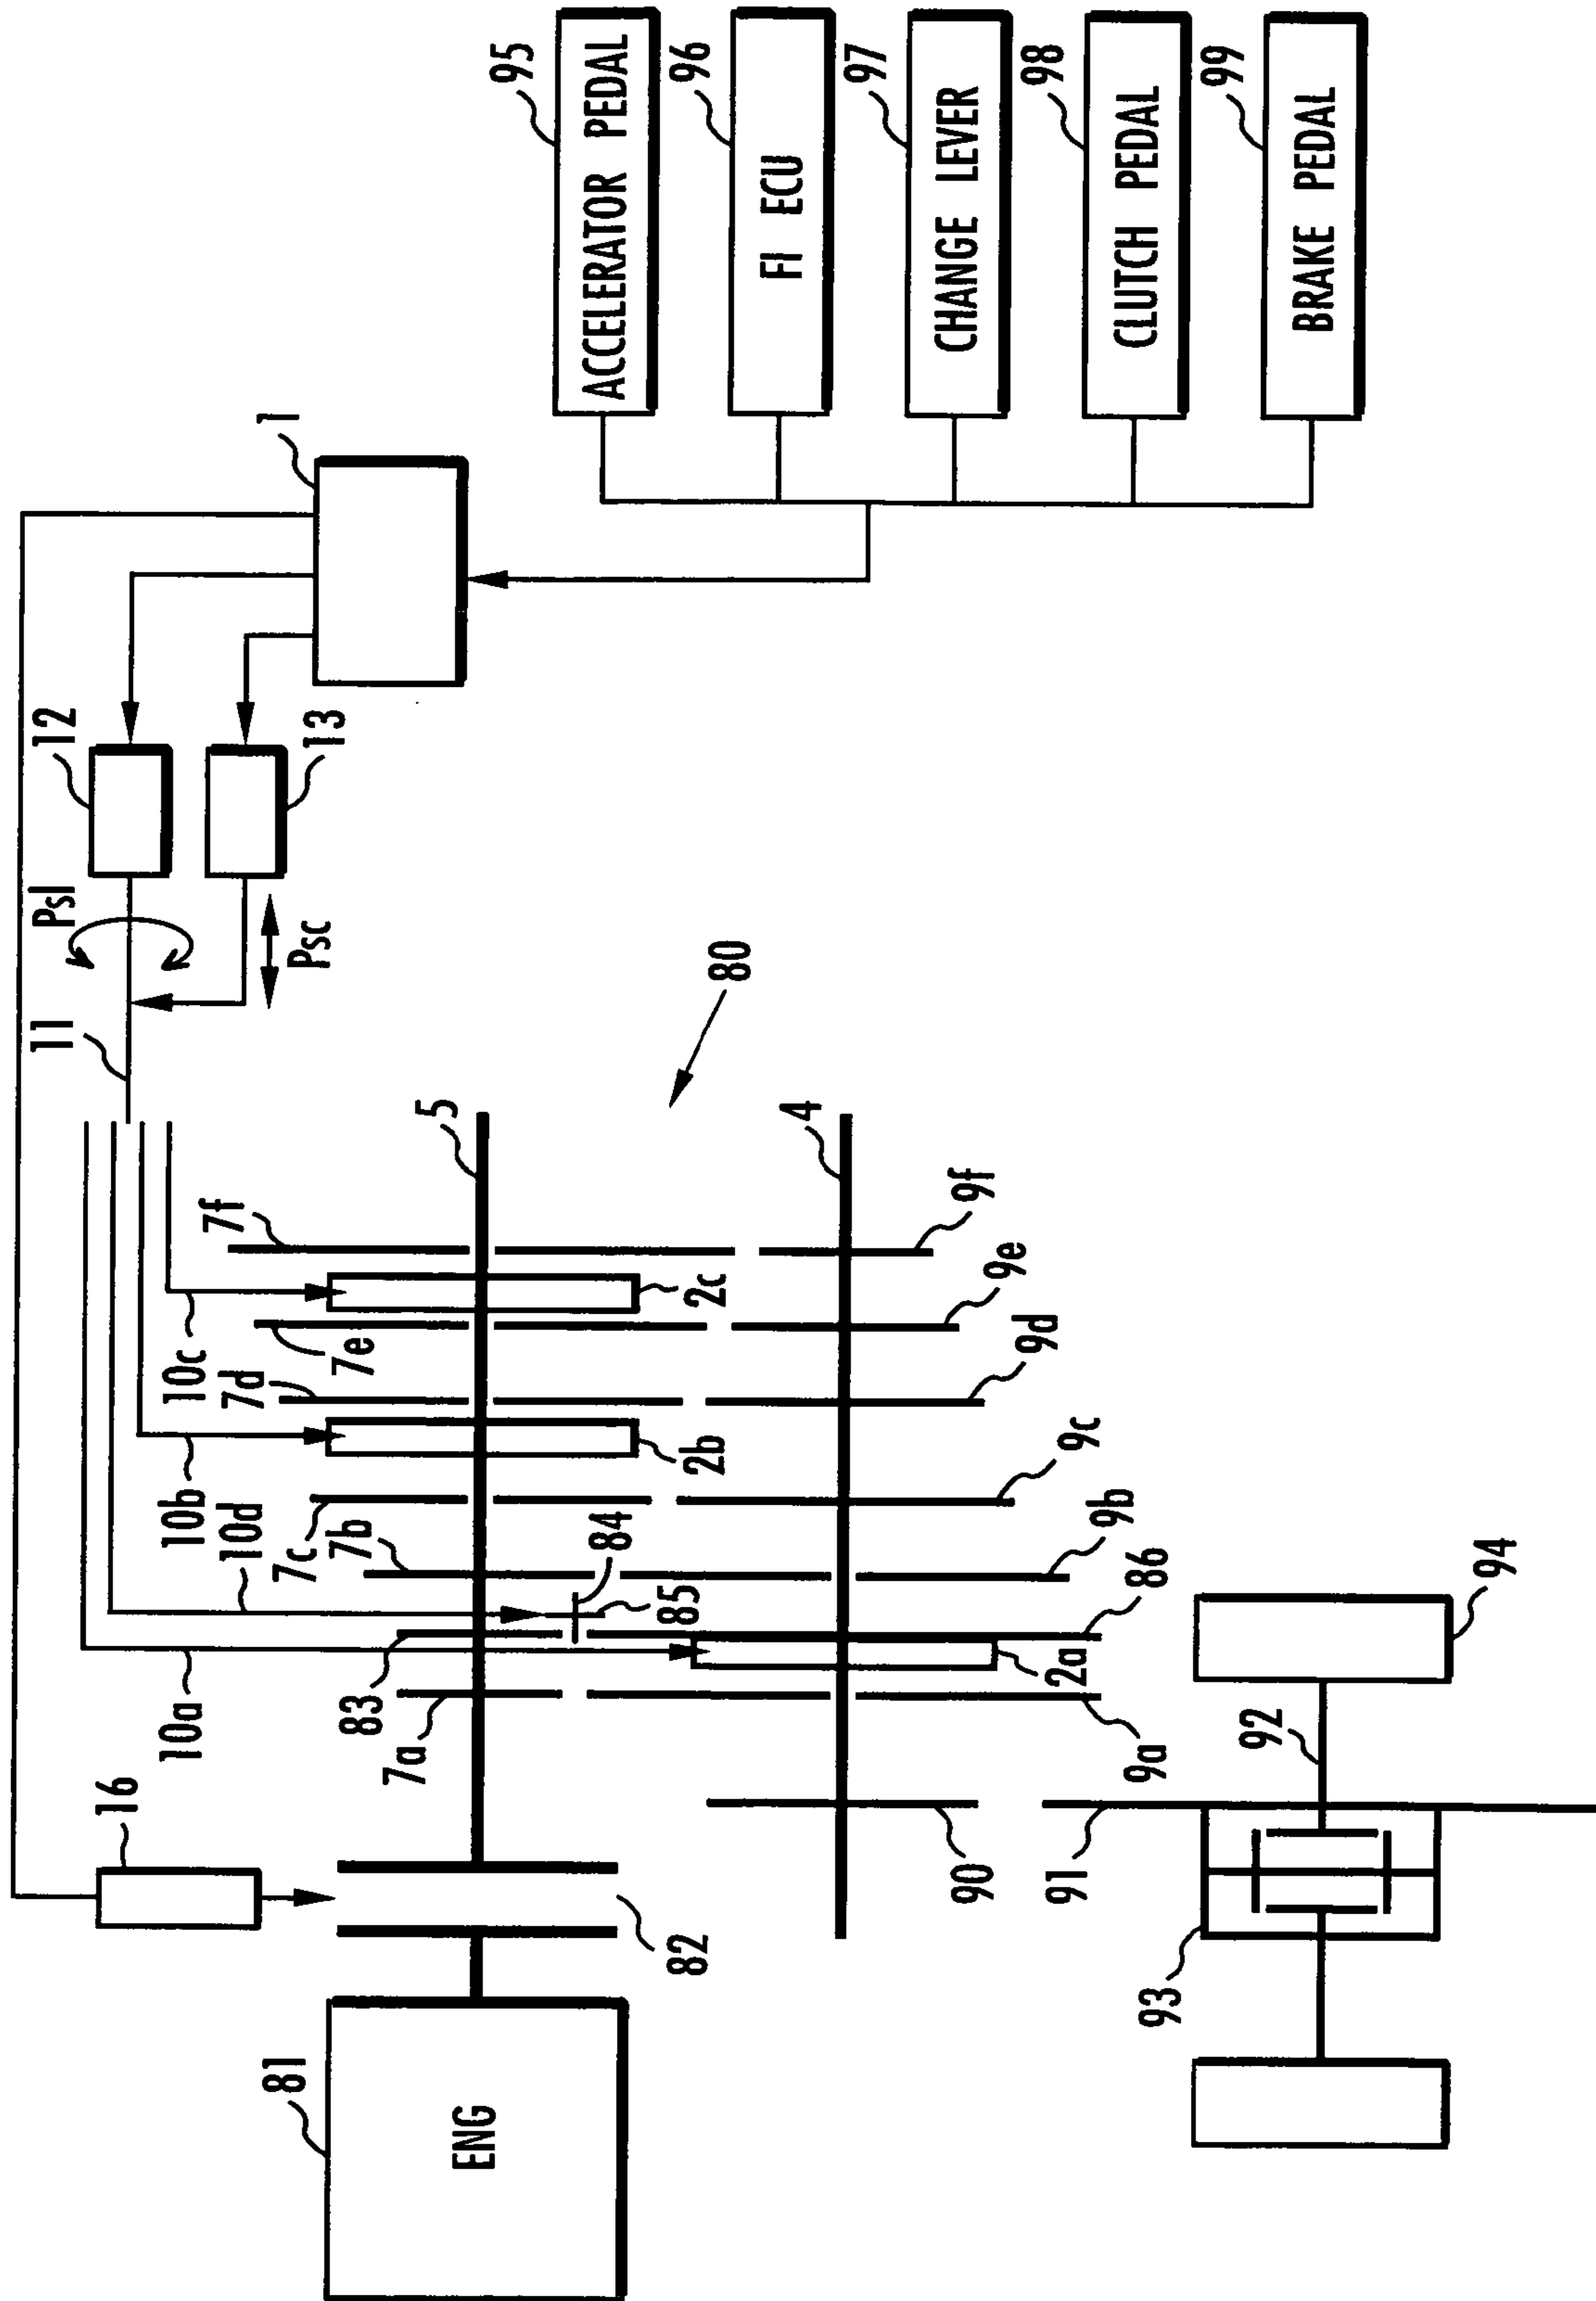 ACCELERATOR PEDAL
95
FI ECU
96
CHANGE LEVER
97
CLUTCH PEDAL
98
BRAKE PEDAL
99
1
12
13
Psl
Psc
11
80
5
4
7f
9f
2c
9e
7e
10c
7d
9d
2b
9c
10b
10d
7c
7b
84
9b
85
86
83
2a
10a
7a
9a
94
92
16
90
91
82
93
81
ENG